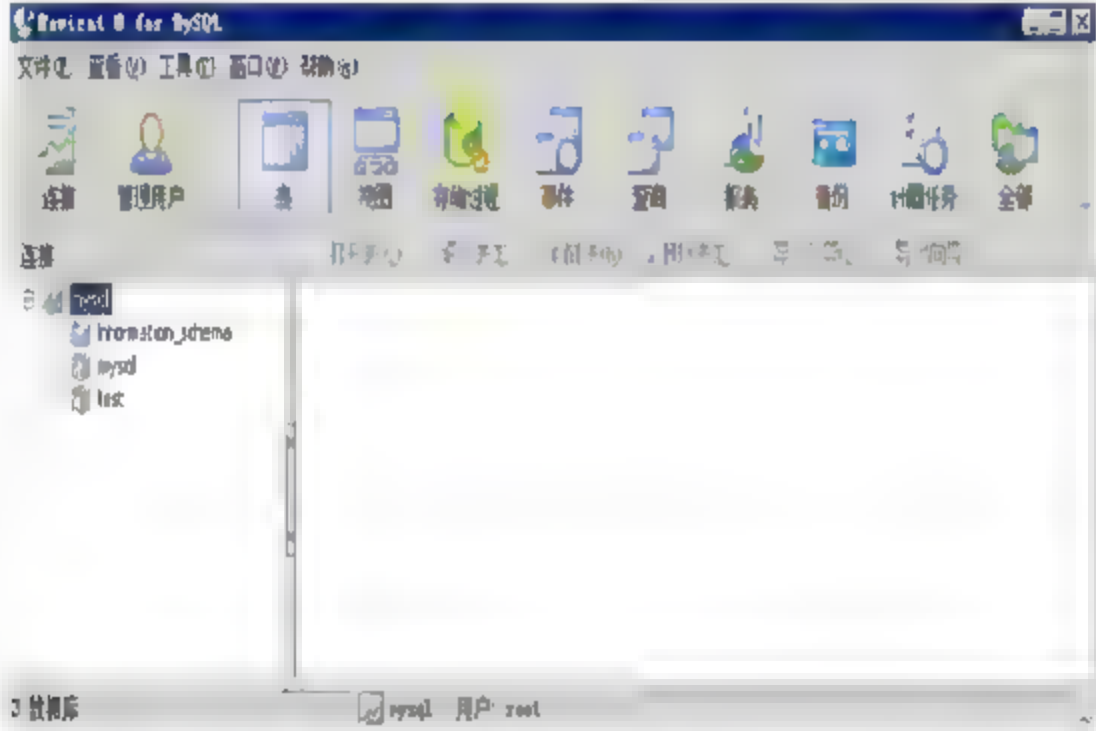 Navicat 8 for MySQL
文件(F) 查看(V) 工具(T) 窗口(W) 帮助(H)
连接 管理用户 表 视图 存储过程 事件 查询 报表 备份 计划任务 全部
连接
mysql
information_schema
mysql
test
3 数据库 mysql 用户: root